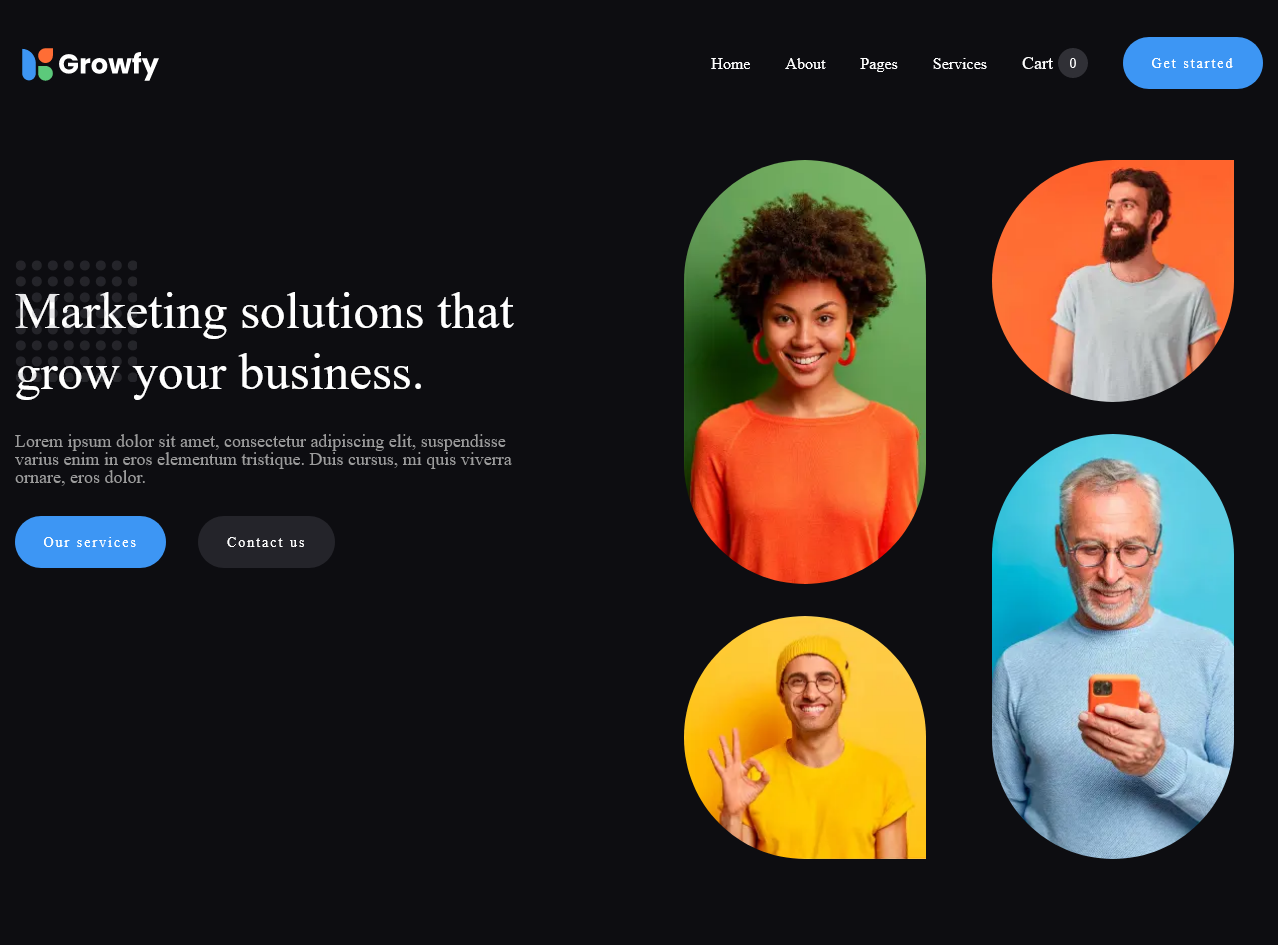 Growfy
Home About Pages Services Cart 0 Get started
Marketing solutions that
grow your business.
Lorem ipsum dolor sit amet, consectetur adipiscing elit, suspendisse
varius enim in eros elementum tristique. Duis cursus, mi quis viverra
ornare, eros dolor.
Our services Contact us